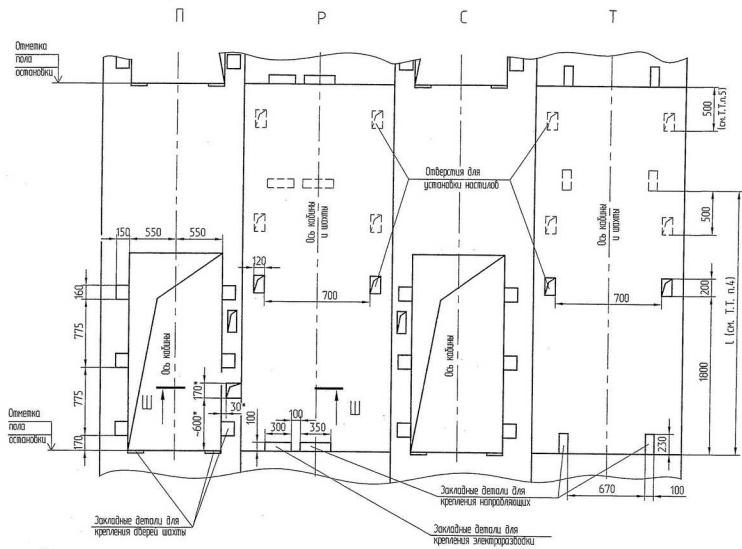 П Р С Т
Отметка
пола
остановки
500
(см. Т.Т.п.5)
Отверстия для
установки настилов
Ось кабины
и шахты
Ось кабины
и шахты
150 550 550
500
120
700
700
200
l (см. Т.Т. п.4)
160
775
Ось кабины
Ось кабины
1800
775
170*
Ш
Ш
30*
~600*
100
100
300 350
Отметка
пола
остановки
170
230
670 100
Закладные детали для
крепления дверей шахты
Закладные детали для
крепления направляющих
Закладные детали для
крепления электроразводки